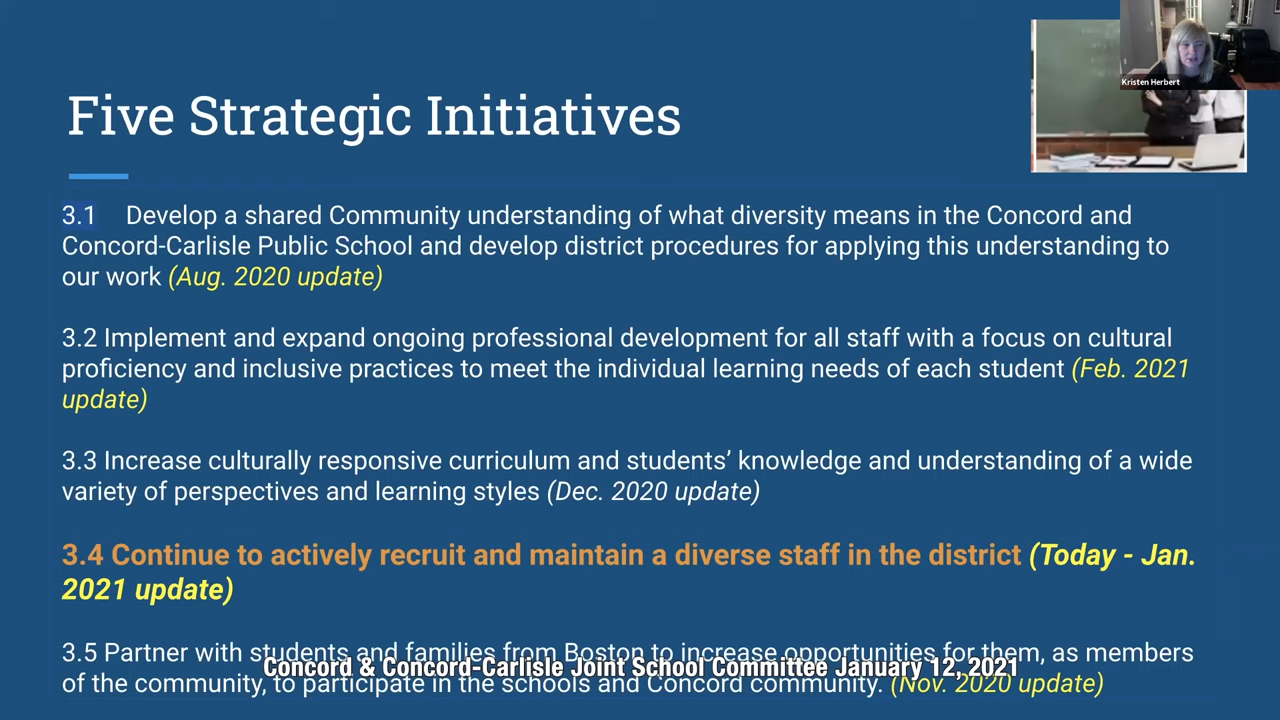 Kristen Herbert
Five Strategic Initiatives
3.1 Develop a shared Community understanding of what diversity means in the Concord and
Concord-Carlisle Public School and develop district procedures for applying this understanding to
our work (Aug. 2020 update)
3.2 Implement and expand ongoing professional development for all staff with a focus on cultural
proficiency and inclusive practices to meet the individual learning needs of each student (Feb. 2021
update)
3.3 Increase culturally responsive curriculum and students’ knowledge and understanding of a wide
variety of perspectives and learning styles (Dec. 2020 update)
3.4 Continue to actively recruit and maintain a diverse staff in the district (Today - Jan.
2021 update)
3.5 Partner with students and families from Boston to increase opportunities for them, as members
Concord & Concord-Carlisle Joint School Committee January 12, 2021
of the community, to participate in the schools and Concord community. (Nov. 2020 update)